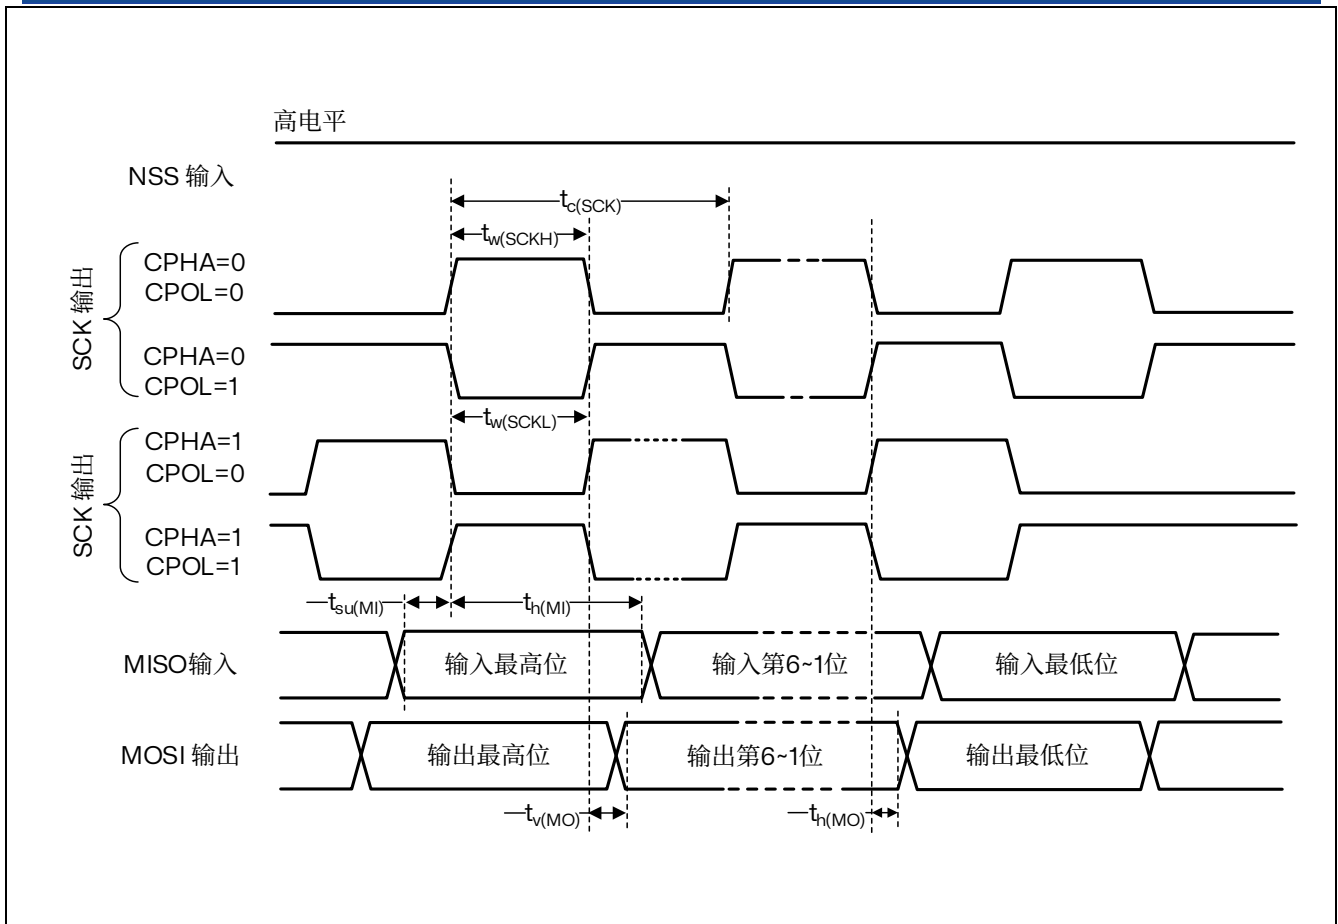 高电平
NSS 输入
tc(SCK)
tw(SCKH)
SCK 输出
CPHA=0
CPOL=0
CPHA=0
CPOL=1
tw(SCKL)
SCK 输出
CPHA=1
CPOL=0
CPHA=1
CPOL=1
tsu(MI)
th(MI)
MISO输入
输入最高位
输入第6~1位
输入最低位
MOSI 输出
输出最高位
输出第6~1位
输出最低位
tv(MO)
th(MO)